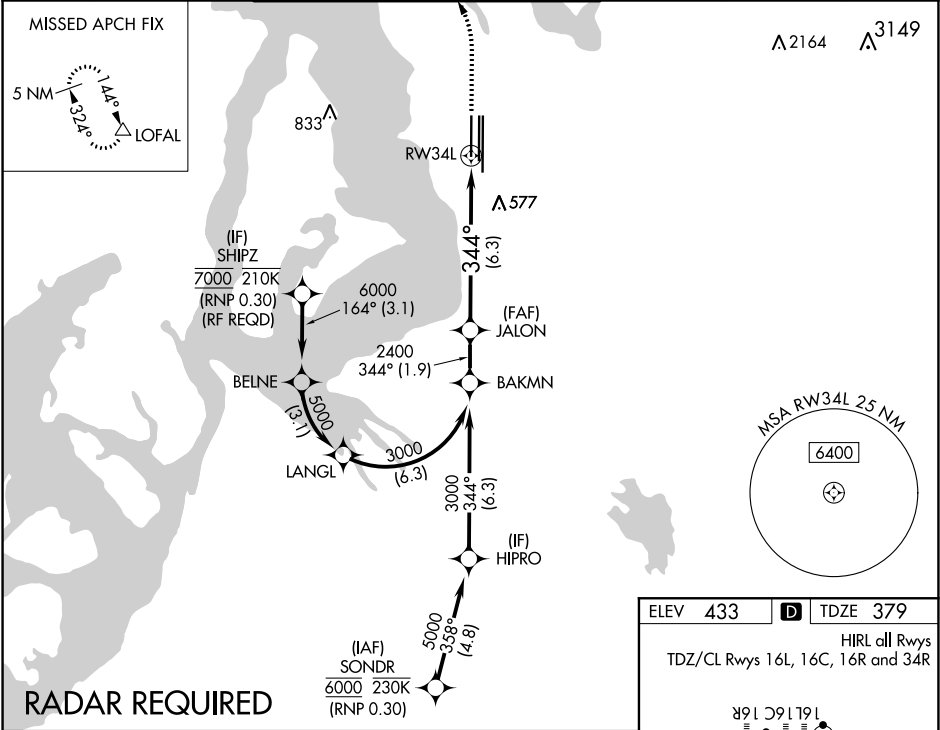 MISSED APCH FIX
5 NM
144°
324°
LOFAL
2164
3149
833
RW34L
577
344°
(6.3)
(IF)
SHIPZ
7000 210K
(RNP 0.30)
(RF REQD)
6000
164° (3.1)
(FAF)
JALON
2400
344° (1.9)
BELNE
BAKMN
5000
(3.1)
LANGL
3000
(6.3)
3000
344°
(6.3)
MSA RW34L 25 NM
6400
(IF)
HIPRO
5000
358°
(4.8)
(IAF)
SONDR
6000 230K
(RNP 0.30)
RADAR REQUIRED
ELEV 433 D TDZE 379
HIRL all Rwys
TDZ/CL Rwys 16L, 16C, 16R and 34R
16R 16C 16L